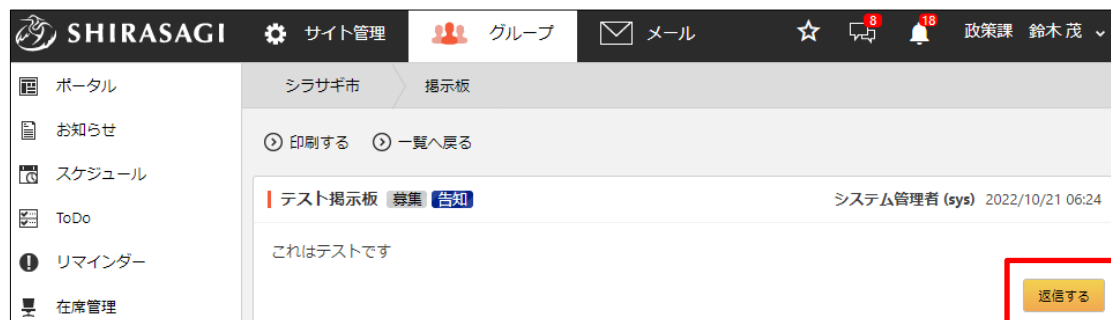 SHIRASAGI サイト管理 グループ メール 8 18 政策課 鈴木 茂
ポータル
お知らせ
スケジュール
ToDo
リマインダー
在席管理
シラサギ市 掲示板
印刷する 一覧へ戻る
テスト掲示板 募集 告知 システム管理者 (sys) 2022/10/21 06:24
これはテストです
返信する